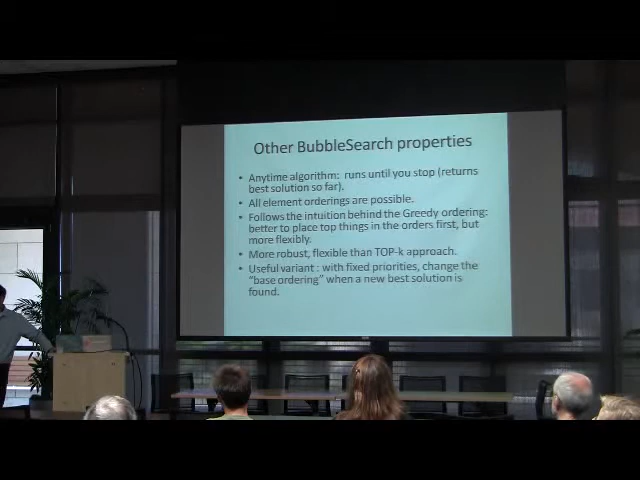 Other BubbleSearch properties
• Anytime algorithm: runs until you stop (returns
best solution so far).
• All element orderings are possible.
• Follows the intuition behind the Greedy ordering:
better to place top things in the orders first, but
more flexibly.
• More robust, flexible than TOP-k approach.
• Useful variant : with fixed priorities, change the
"base ordering" when a new best solution is
found.